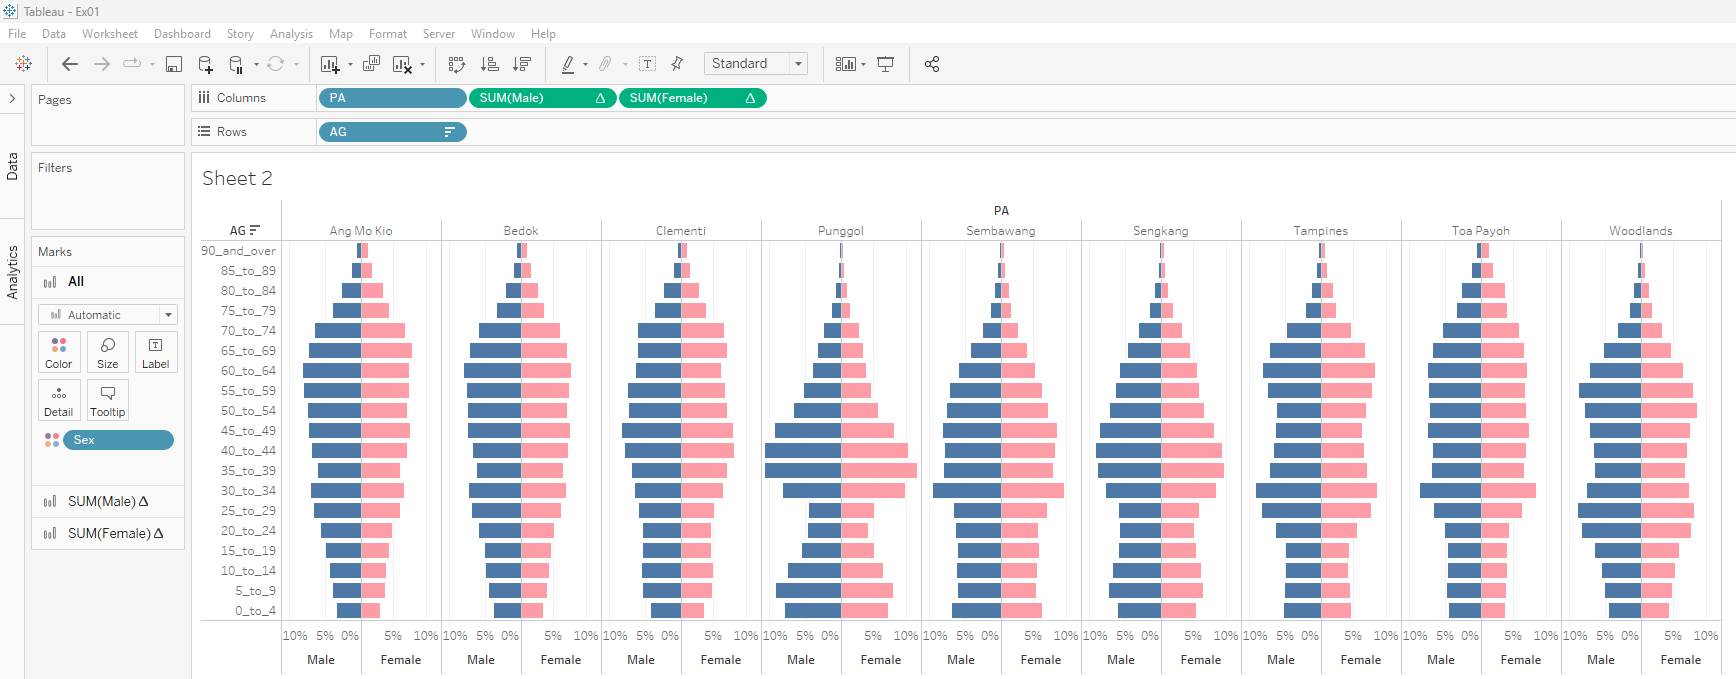 Tableau - Ex01
File Data Worksheet Dashboard Story Analysis Map Format Server Window Help
Standard
Data
Analytics
Pages
Filters
Marks
All
Automatic
Color Size Label
Detail Tooltip
Sex
SUM(Male) Δ
SUM(Female) Δ
Columns PA SUM(Male) Δ SUM(Female) Δ
Rows AG
Sheet 2
PA
AG Ang Mo Kio Bedok Clementi Punggol Sembawang Sengkang Tampines Toa Payoh Woodlands
90_and_over
85_to_89
80_to_84
75_to_79
70_to_74
65_to_69
60_to_64
55_to_59
50_to_54
45_to_49
40_to_44
35_to_39
30_to_34
25_to_29
20_to_24
15_to_19
10_to_14
5_to_9
0_to_4
10% 5% 0% 5% 10% 10% 5% 0% 5% 10% 10% 5% 0% 5% 10% 10% 5% 0% 5% 10% 10% 5% 0% 5% 10% 10% 5% 0% 5% 10% 10% 5% 0% 5% 10% 10% 5% 0% 5% 10% 10% 5% 0% 5% 10%
Male Female Male Female Male Female Male Female Male Female Male Female Male Female Male Female Male Female